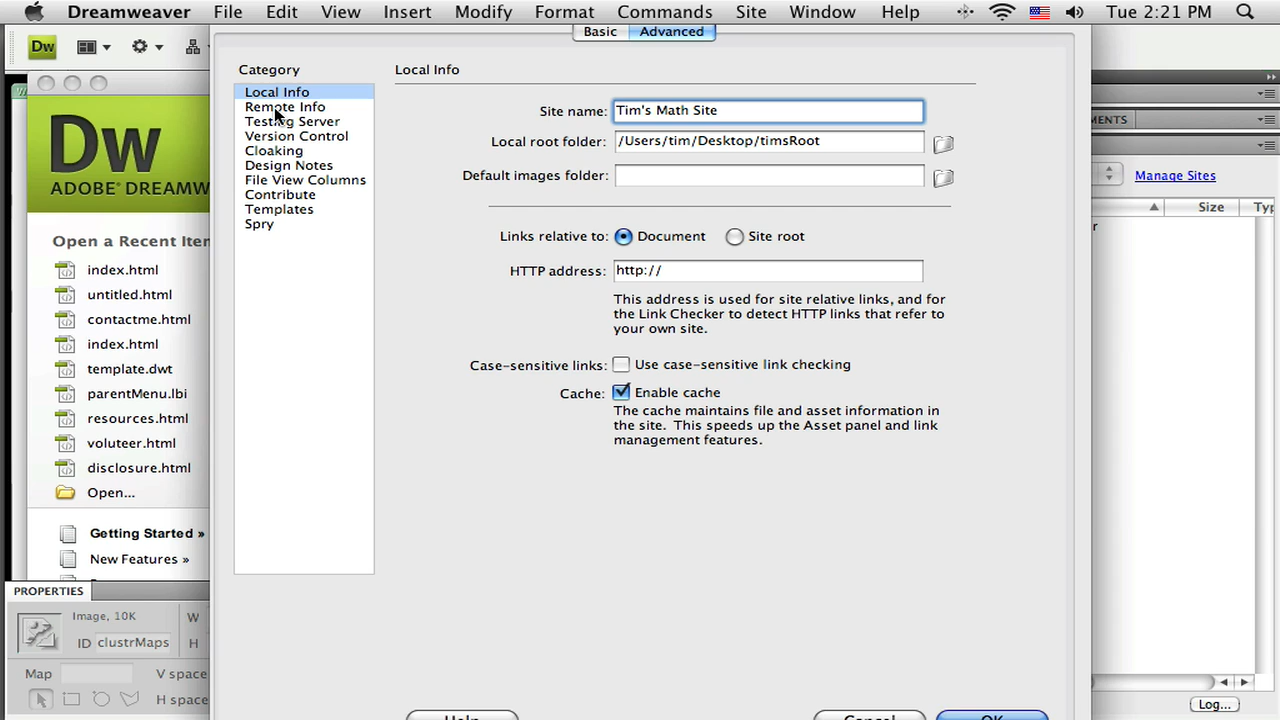 Dreamweaver File Edit View Insert Modify Format Commands Site Window Help Tue 2:21 PM
Dw
Basic Advanced
Category
Local Info
Remote Info
Testing Server
Version Control
Cloaking
Design Notes
File View Columns
Contribute
Templates
Spry
Local Info
Site name: Tim's Math Site
Local root folder: /Users/tim/Desktop/timsRoot
Default images folder:
Links relative to: Document Site root
HTTP address: http://
This address is used for site relative links, and for
the Link Checker to detect HTTP links that refer to
your own site.
Case-sensitive links: Use case-sensitive link checking
Cache: Enable cache
The cache maintains file and asset information in
the site. This speeds up the Asset panel and link
management features.
Help Cancel OK
Dw
ADOBE® DREAMW
Open a Recent Iten
index.html
untitled.html
contactme.html
index.html
template.dwt
parentMenu.lbi
resources.html
voluteer.html
disclosure.html
Open...
Getting Started »
New Features »
PROPERTIES
Image, 10K W
ID clustrMaps H
Map V space
H space
MENTS
Manage Sites
Size Typ
r
Log...